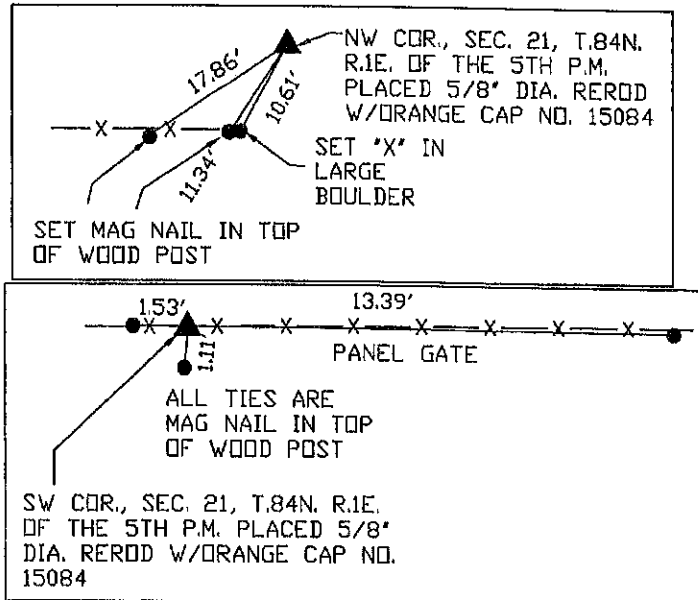 NW COR., SEC. 21, T.84N.
R.1E. OF THE 5TH P.M.
PLACED 5/8" DIA. REROD
W/ORANGE CAP NO. 15084
17.86'
10.61'
11.34'
SET "X" IN
LARGE
BOULDER
SET MAG NAIL IN TOP
OF WOOD POST
1.53'
13.39'
1.11'
PANEL GATE
ALL TIES ARE
MAG NAIL IN TOP
OF WOOD POST
SW COR., SEC. 21, T.84N. R.1E.
OF THE 5TH P.M. PLACED 5/8"
DIA. REROD W/ORANGE CAP NO.
15084